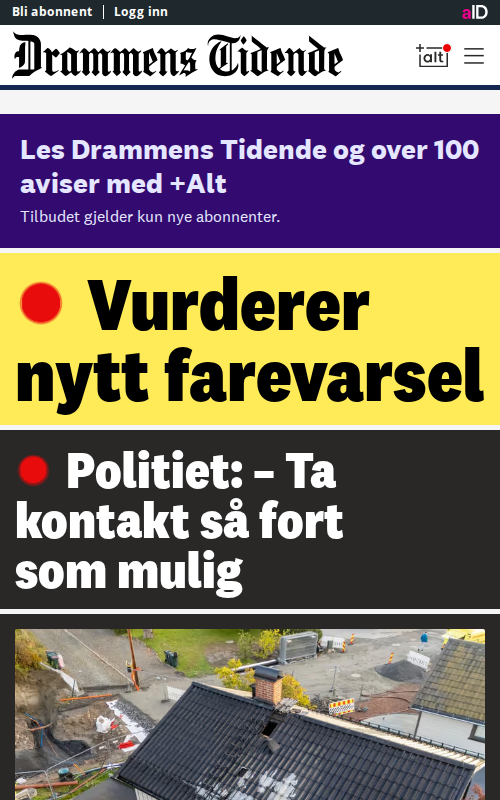 Bli abonnent | Logg inn aID
Drammens Tidende +alt
Les Drammens Tidende og over 100
aviser med +Alt
Tilbudet gjelder kun nye abonnenter.
Vurderer
nytt farevarsel
Politiet: – Ta
kontakt så fort
som mulig